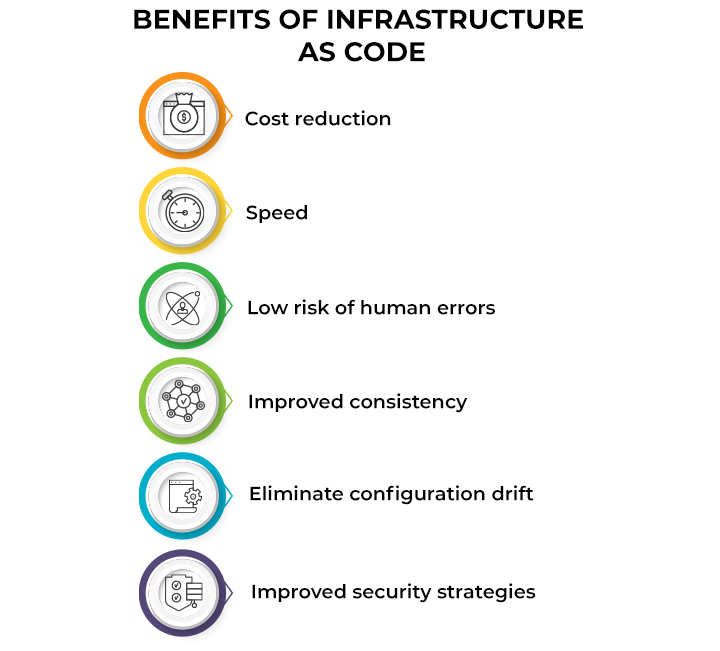 BENEFITS OF INFRASTRUCTURE
AS CODE
$
Cost reduction
Speed
Low risk of human errors
Improved consistency
Eliminate configuration drift
Improved security strategies